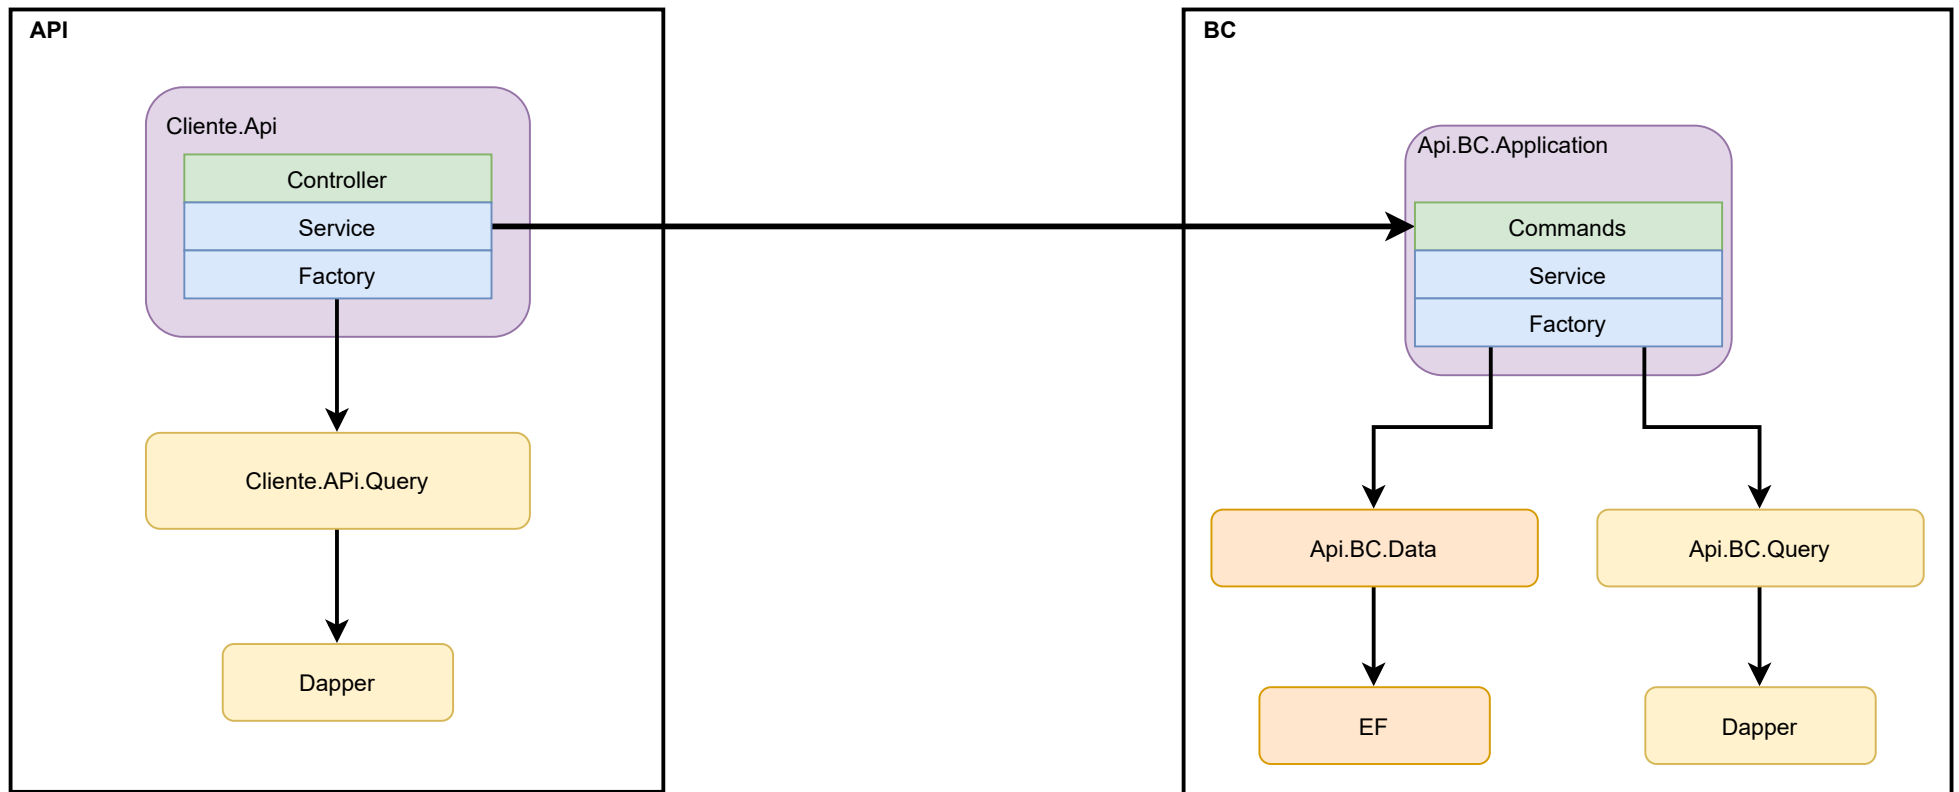 API
Cliente.Api
Controller
Service
Factory
Cliente.APi.Query
Dapper
BC
Api.BC.Application
Commands
Service
Factory
Api.BC.Data
Api.BC.Query
EF
Dapper